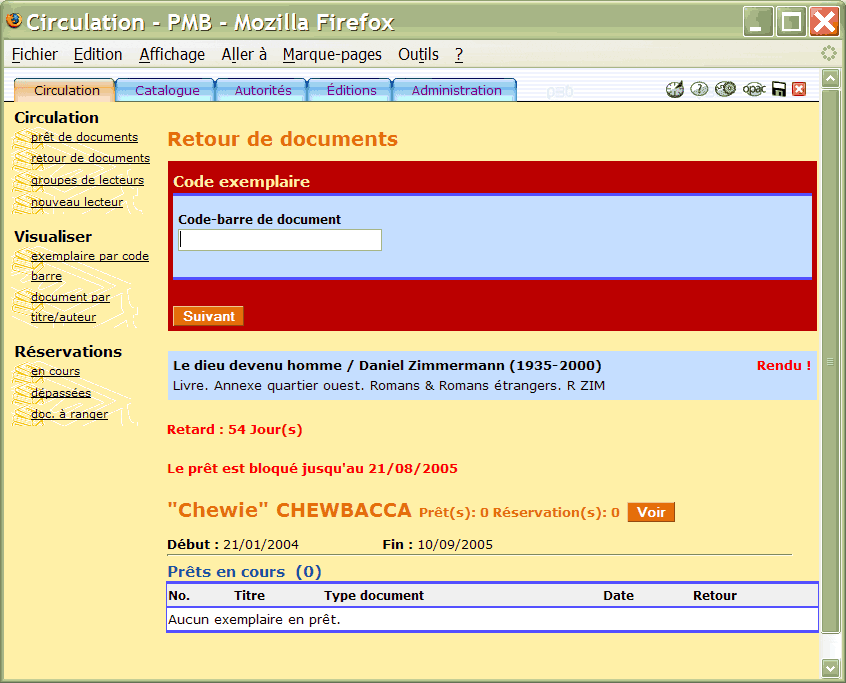 Circulation - PMB - Mozilla Firefox
Fichier Edition Affichage Aller à Marque-pages Outils ?
Circulation Catalogue Autorités Éditions Administration pmb opac
Circulation
prêt de documents
retour de documents
groupes de lecteurs
nouveau lecteur
Visualiser
exemplaire par code
barre
document par
titre/auteur
Réservations
en cours
dépassées
doc. à ranger
Retour de documents
Code exemplaire
Code-barre de document
Suivant
Le dieu devenu homme / Daniel Zimmermann (1935-2000) Rendu !
Livre. Annexe quartier ouest. Romans & Romans étrangers. R ZIM
Retard : 54 Jour(s)
Le prêt est bloqué jusqu'au 21/08/2005
"Chewie" CHEWBACCA Prêt(s): 0 Réservation(s): 0 Voir
Début : 21/01/2004 Fin : 10/09/2005
Prêts en cours (0)
No. Titre Type document Date Retour
Aucun exemplaire en prêt.